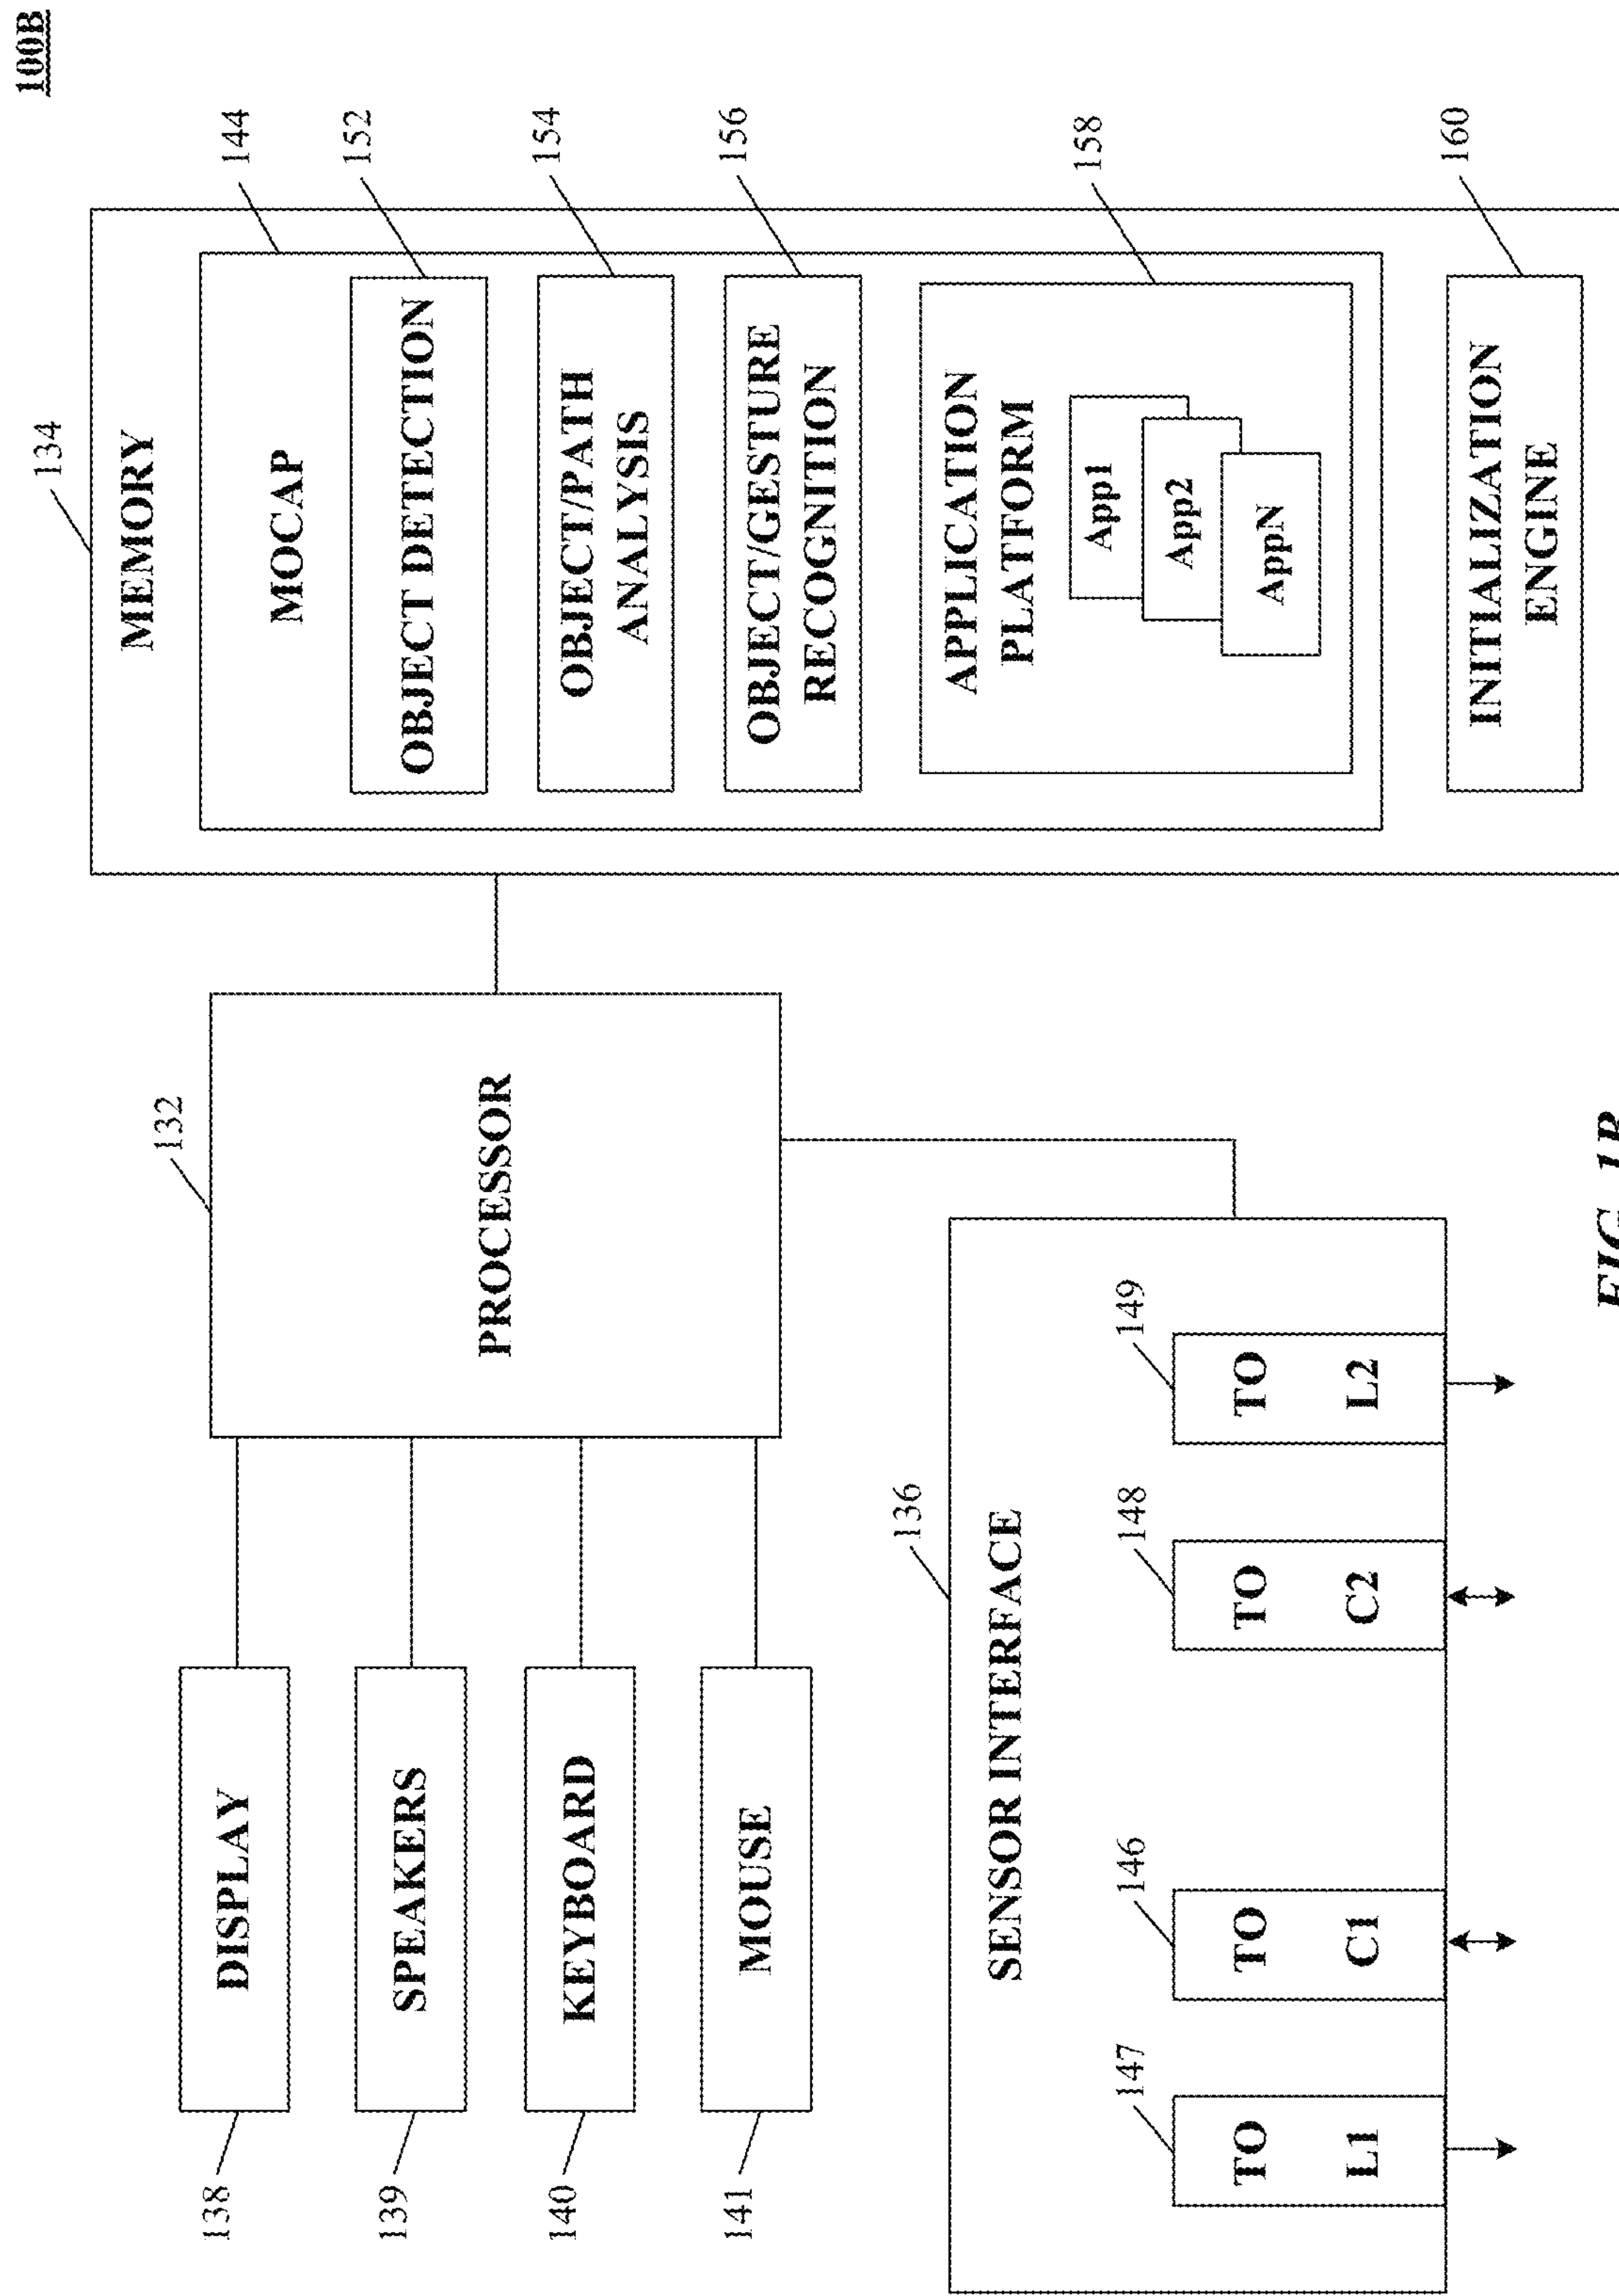 100B
134
MEMORY
144
MOCAP
152
OBJECT DETECTION
154
OBJECT/PATH
ANALYSIS
156
OBJECT/GESTURE
RECOGNITION
158
APPLICATION
PLATFORM
App1
App2
AppN
160
INITIALIZATION
ENGINE
132
PROCESSOR
138
DISPLAY
139
SPEAKERS
140
KEYBOARD
141
MOUSE
136
SENSOR INTERFACE
147
TO
L1
146
TO
C1
148
TO
C2
149
TO
L2
FIG. 1B